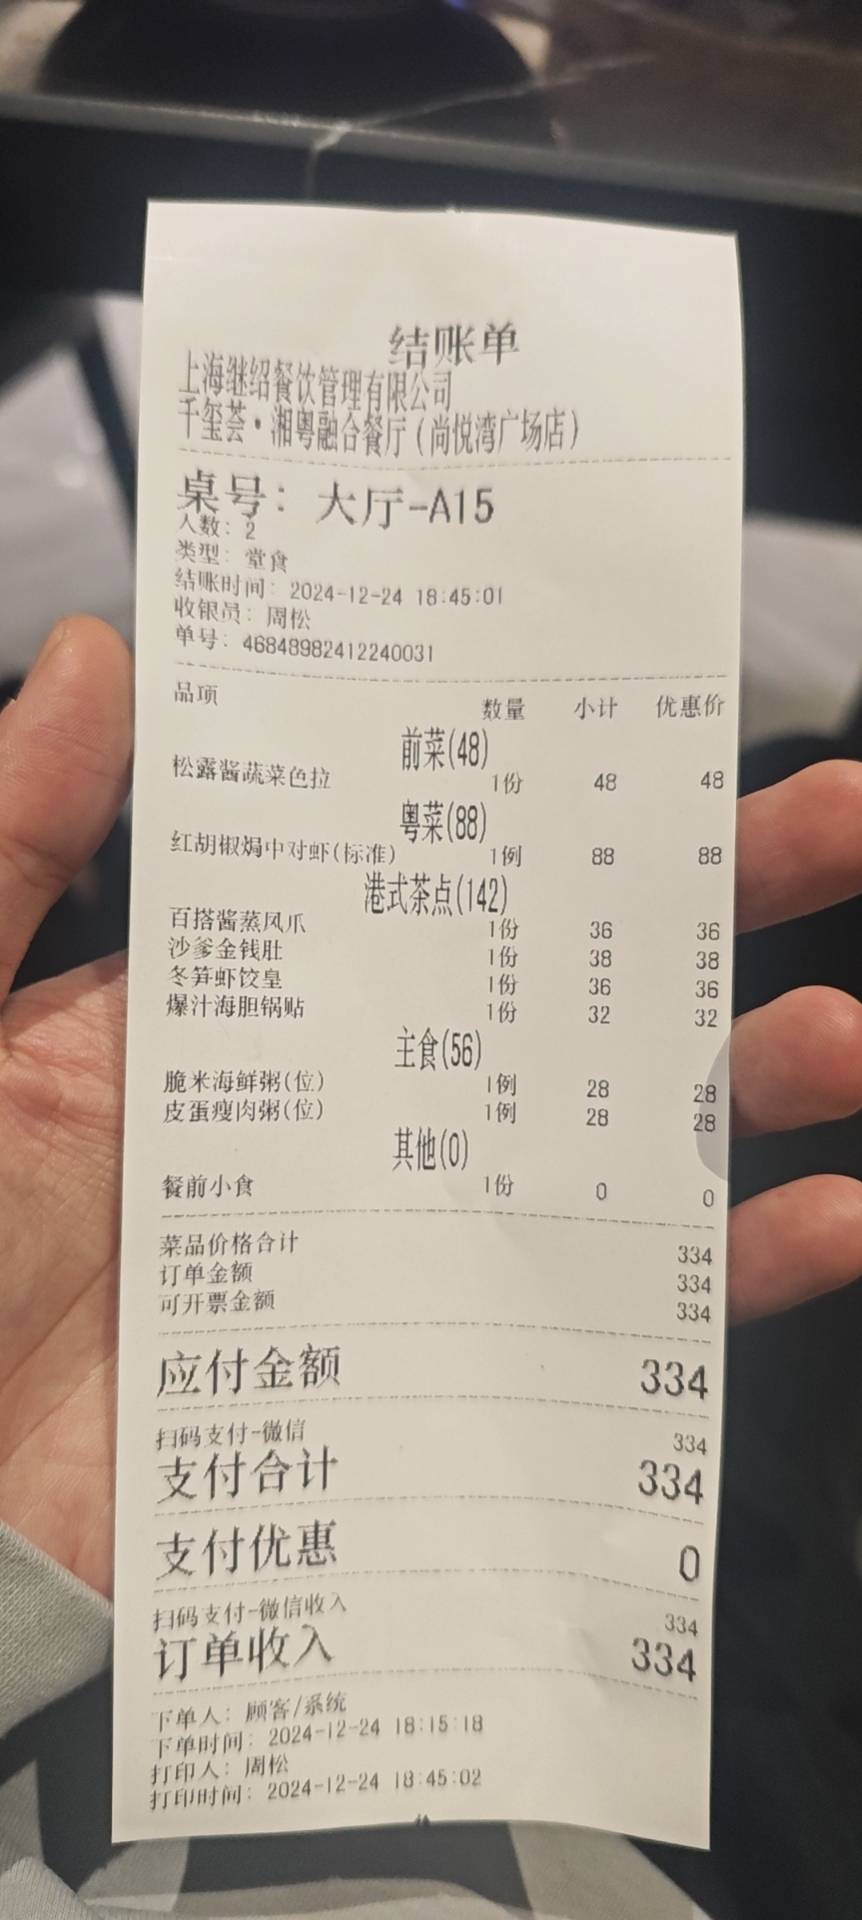 结账单
上海继绍餐饮管理有限公司
千玺荟·湘粤融合餐厅(尚悦湾广场店)
桌号: 大厅-A15
人数: 2
类型: 堂食
结账时间: 2024-12-24 18:45:01
收银员: 周松
单号: 46848982412240031
品项 数量 小计 优惠价
前菜(48)
松露酱蔬菜色拉 1份 48 48
粤菜(88)
红胡椒焗中对虾(标准) 1例 88 88
港式茶点(142)
百搭酱蒸凤爪 1份 36 36
沙爹金钱肚 1份 38 38
冬笋虾饺皇 1份 36 36
爆汁海胆锅贴 1份 32 32
主食(56)
脆米海鲜粥(位) 1例 28 28
皮蛋瘦肉粥(位) 1例 28 28
其他(0)
餐前小食 1份 0 0
菜品价格合计 334
订单金额 334
可开票金额 334
应付金额 334
扫码支付-微信 334
支付合计 334
支付优惠 0
扫码支付-微信收入 334
订单收入 334
下单人: 顾客/系统
下单时间: 2024-12-24 18:15:18
打印人: 周松
打印时间: 2024-12-24 18:45:02